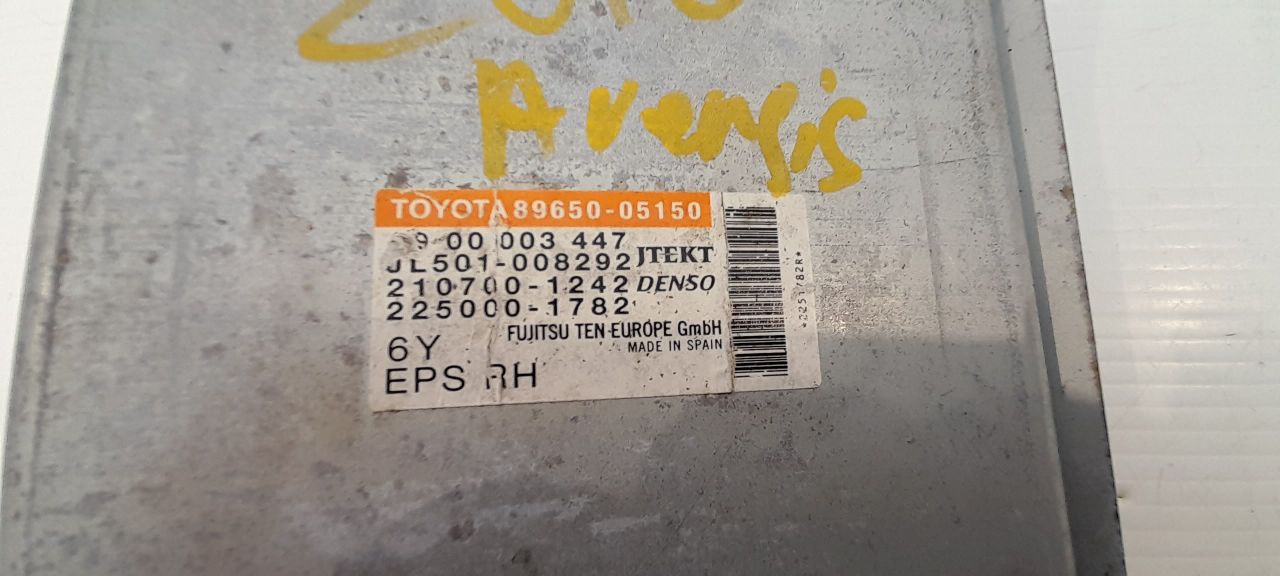 Avensis
TOYOTA 89650-05150
00 003 447
JL501-008292 JTEKT
210700-1242 DENSO
225000-1782
FUJITSU TEN EUROPE GmbH
6Y
MADE IN SPAIN
EPS RH